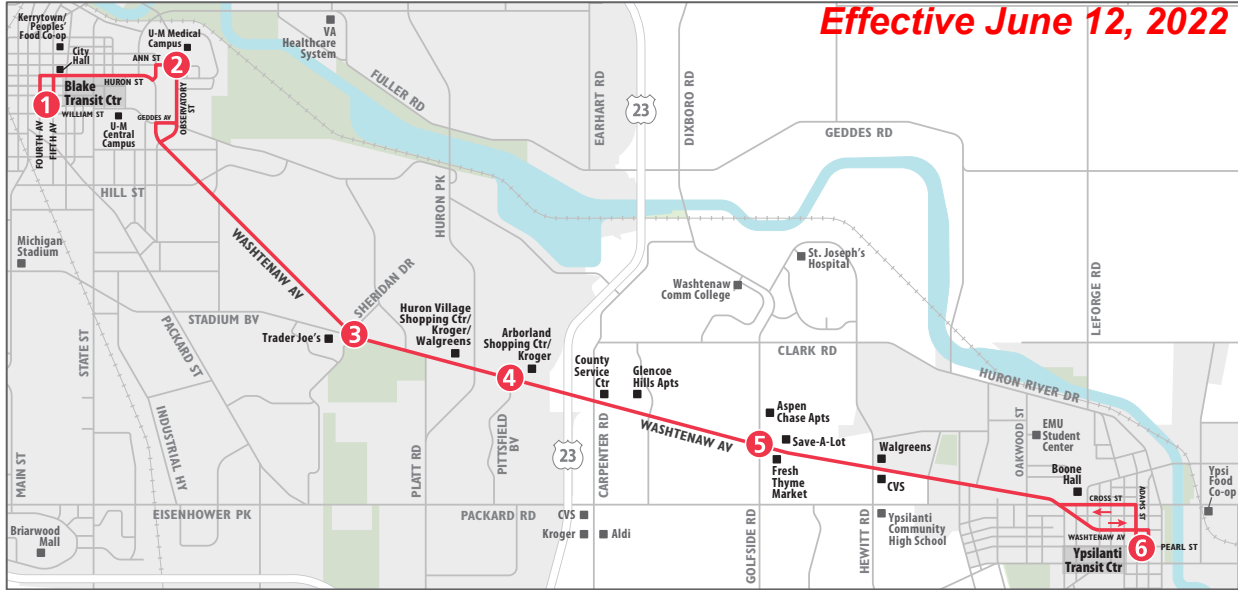 Effective June 12, 2022
Kerrytown/
Peoples'
Food Co-op
City
Hall
U-M Medical
Campus
ANN ST
2
VA
Healthcare
System
HURON ST
1
Blake
Transit Ctr
WILLIAM ST
GEDDES AV
OBSERVATORY
ST
U-M
Central
Campus
FOURTH AV
FIFTH AV
FULLER RD
EARHART RD
23
DIXBORO RD
GEDDES RD
HILL ST
HURON PK
Michigan
Stadium
WASHTENAW AV
SHERIDAN DR
St. Joseph's
Hospital
Washtenaw
Comm College
LEFORGE RD
STADIUM BV
Trader Joe's
3
Huron Village
Shopping Ctr/
Kroger/
Walgreens
Arborland
Shopping Ctr/
Kroger
4
County
Service
Ctr
Glencoe
Hills Apts
CLARK RD
HURON RIVER DR
STATE ST
PACKARD ST
INDUSTRIAL HY
MAIN ST
PLATT RD
PITTSFIELD
BV
23
CARPENTER RD
WASHTENAW AV
5
Aspen
Chase Apts
Save-A-Lot
Fresh
Thyme
Market
Walgreens
CVS
OAKWOOD ST
EMU
Student
Center
Boone
Hall
CROSS ST
ADAMS ST
Ypsi
Food
Co-op
EISENHOWER PK
PACKARD RD
CVS
Kroger
Aldi
GOLFSIDE RD
HEWITT RD
Ypsilanti
Community
High School
WASHTENAW AV
6
PEARL ST
Ypsilanti
Transit Ctr
Briarwood
Mall